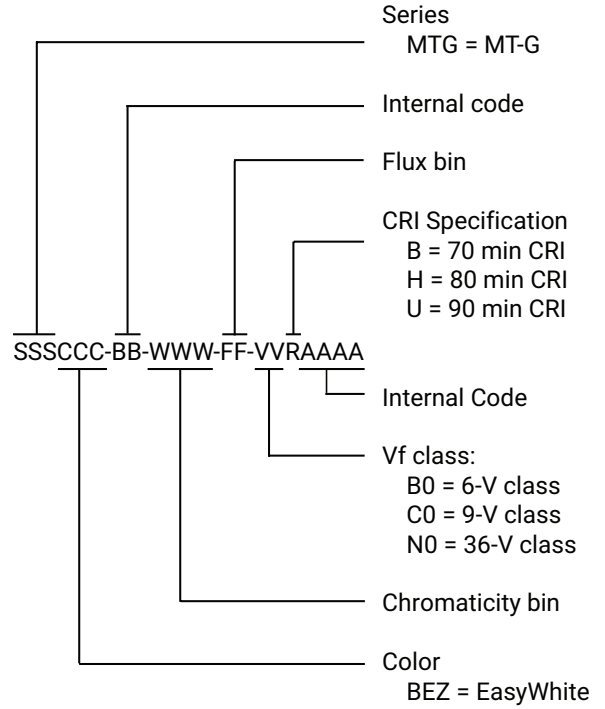 Series
MTG = MT-G
Internal code
Flux bin
CRI Specification
B = 70 min CRI
H = 80 min CRI
U = 90 min CRI
SSSCCC-BB-WWW-FF-VVRAAAA
Internal Code
Vf class:
B0 = 6-V class
C0 = 9-V class
N0 = 36-V class
Chromaticity bin
Color
BEZ = EasyWhite